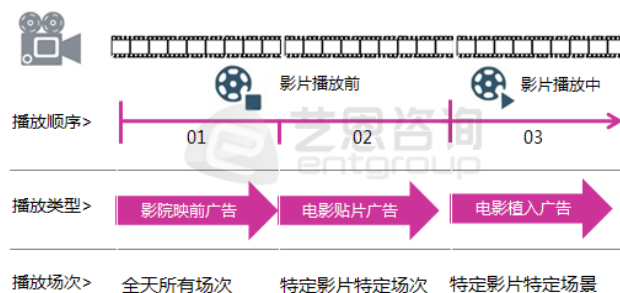 影片播放前
影片播放中
播放顺序>
01
02
03
艺恩咨询
entgroup
播放类型>
影院映前广告
电影贴片广告
电影植入广告
播放场次>
全天所有场次
特定影片特定场次
特定影片特定场景